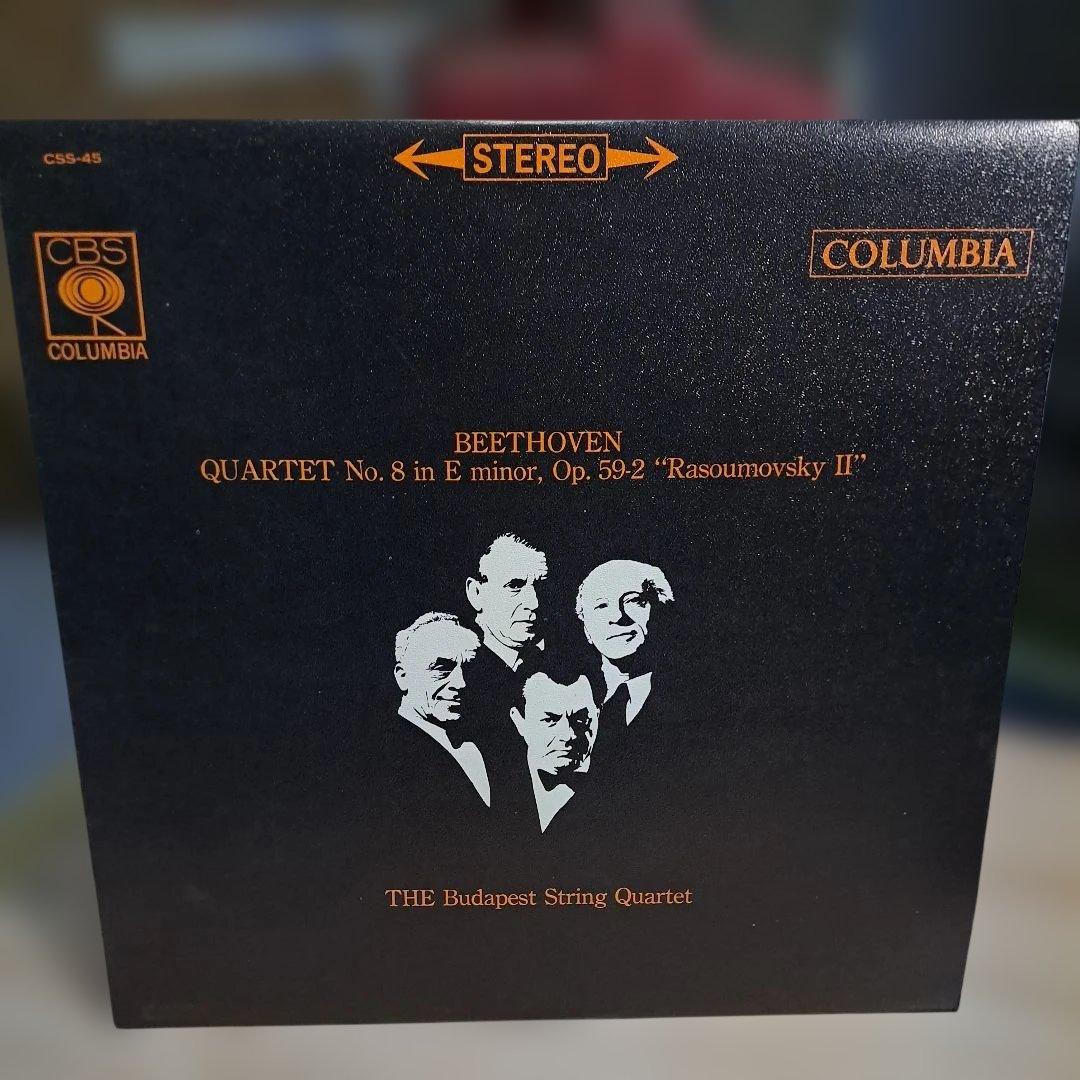 CSS-45
STEREO
CBS
COLUMBIA
COLUMBIA
BEETHOVEN
QUARTET No. 8 in E minor, Op. 59-2 “Rasoumovsky II”
THE Budapest String Quartet